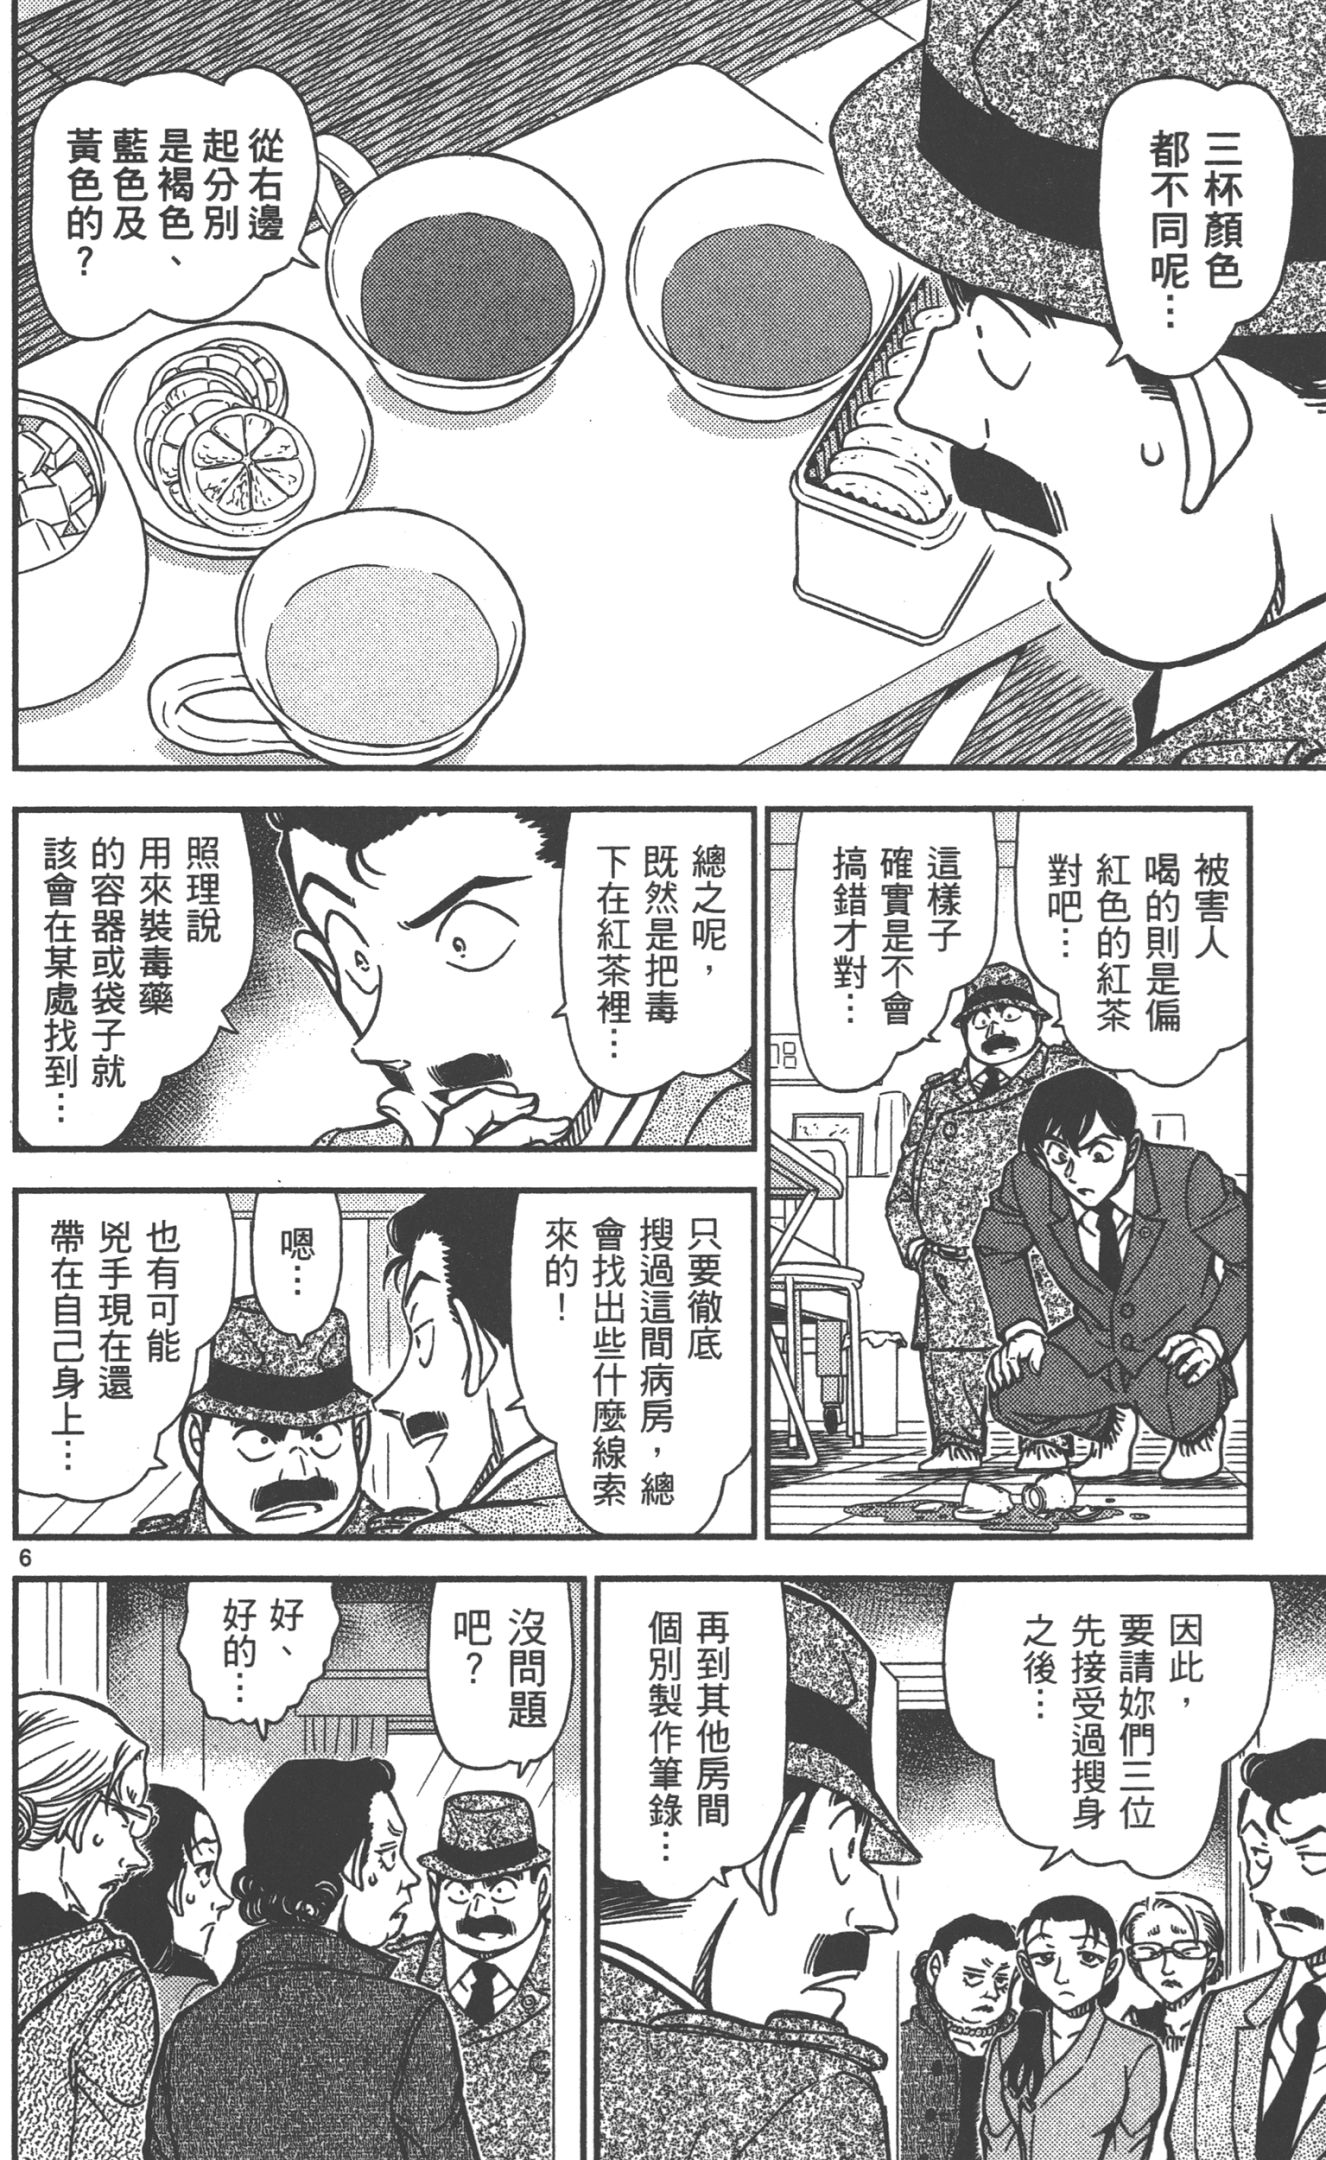 三杯顏色
都不同呢…
從右邊
起分別
是褐色、
藍色及
黃色的？
被害人
喝的則是偏
紅色的紅茶
對吧…
這樣子
確實是不會
搞錯才對…
總之呢，
既然是把毒
下在紅茶裡…
照理說
用來裝毒藥
的容器或袋子就
該會在某處找到…
只要徹底
搜過這間病房，總
會找出些什麼線索
來的！
嗯…
也有可能
兇手現在還
帶在自己身上…
6
因此，
要請妳們三位
先接受過搜身
之後…
再到其他房間
個別製作筆錄…
沒問題
吧？
好、
好的…